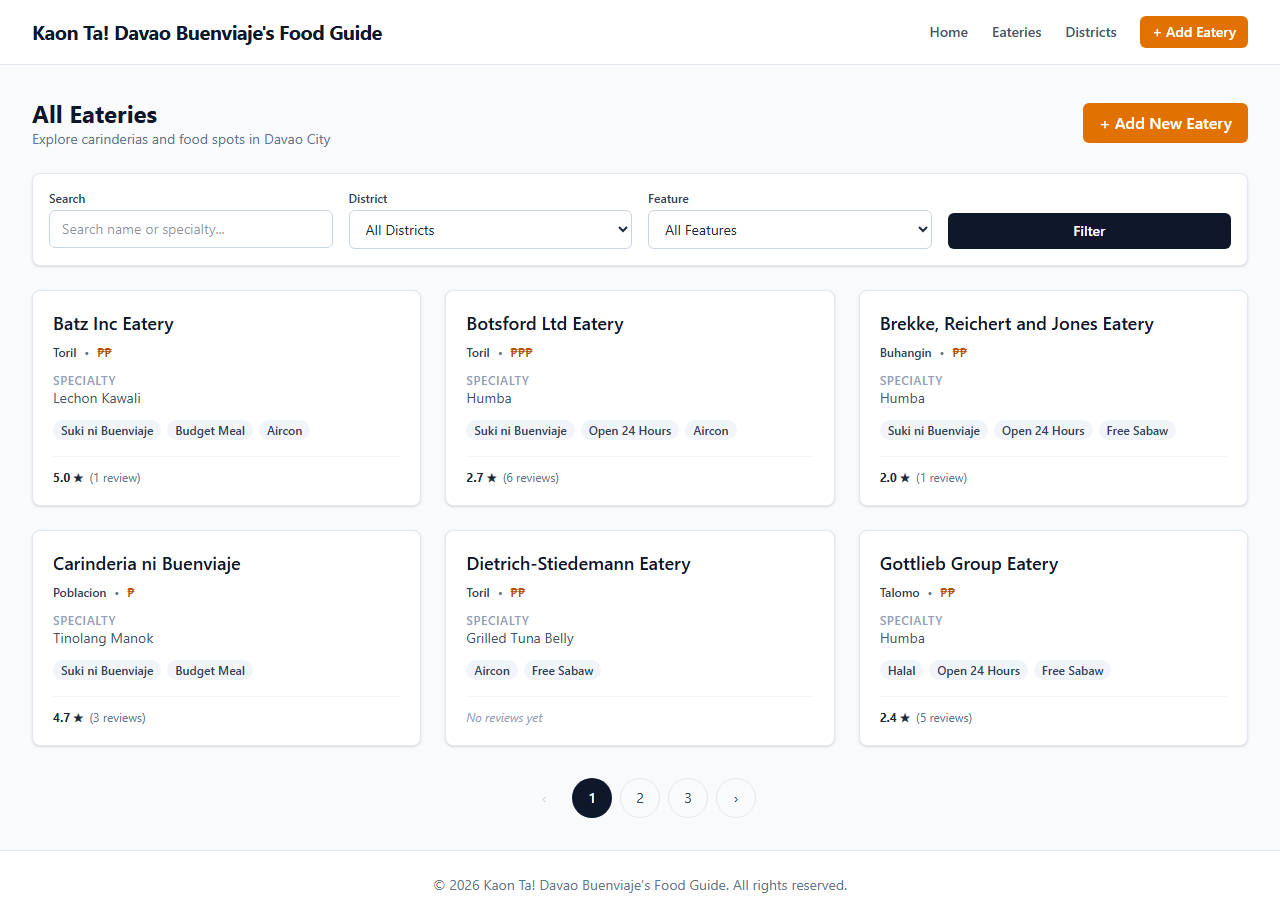 Kaon Ta! Davao Buenviaje's Food Guide
Home Eateries Districts + Add Eatery
All Eateries
Explore carinderias and food spots in Davao City
+ Add New Eatery
Search District Feature
Search name or specialty... All Districts All Features Filter
Batz Inc Eatery
Toril • ₱₱
SPECIALTY
Lechon Kawali
Suki ni Buenviaje Budget Meal Aircon
5.0 ★ (1 review)
Botsford Ltd Eatery
Toril • ₱₱₱
SPECIALTY
Humba
Suki ni Buenviaje Open 24 Hours Aircon
2.7 ★ (6 reviews)
Brekke, Reichert and Jones Eatery
Buhangin • ₱₱
SPECIALTY
Humba
Suki ni Buenviaje Open 24 Hours Free Sabaw
2.0 ★ (1 review)
Carinderia ni Buenviaje
Poblacion • ₱
SPECIALTY
Tinolang Manok
Suki ni Buenviaje Budget Meal
4.7 ★ (3 reviews)
Dietrich-Stiedemann Eatery
Toril • ₱₱
SPECIALTY
Grilled Tuna Belly
Aircon Free Sabaw
No reviews yet
Gottlieb Group Eatery
Talomo • ₱₱
SPECIALTY
Humba
Halal Open 24 Hours Free Sabaw
2.4 ★ (5 reviews)
‹ 1 2 3 ›
© 2026 Kaon Ta! Davao Buenviaje's Food Guide. All rights reserved.